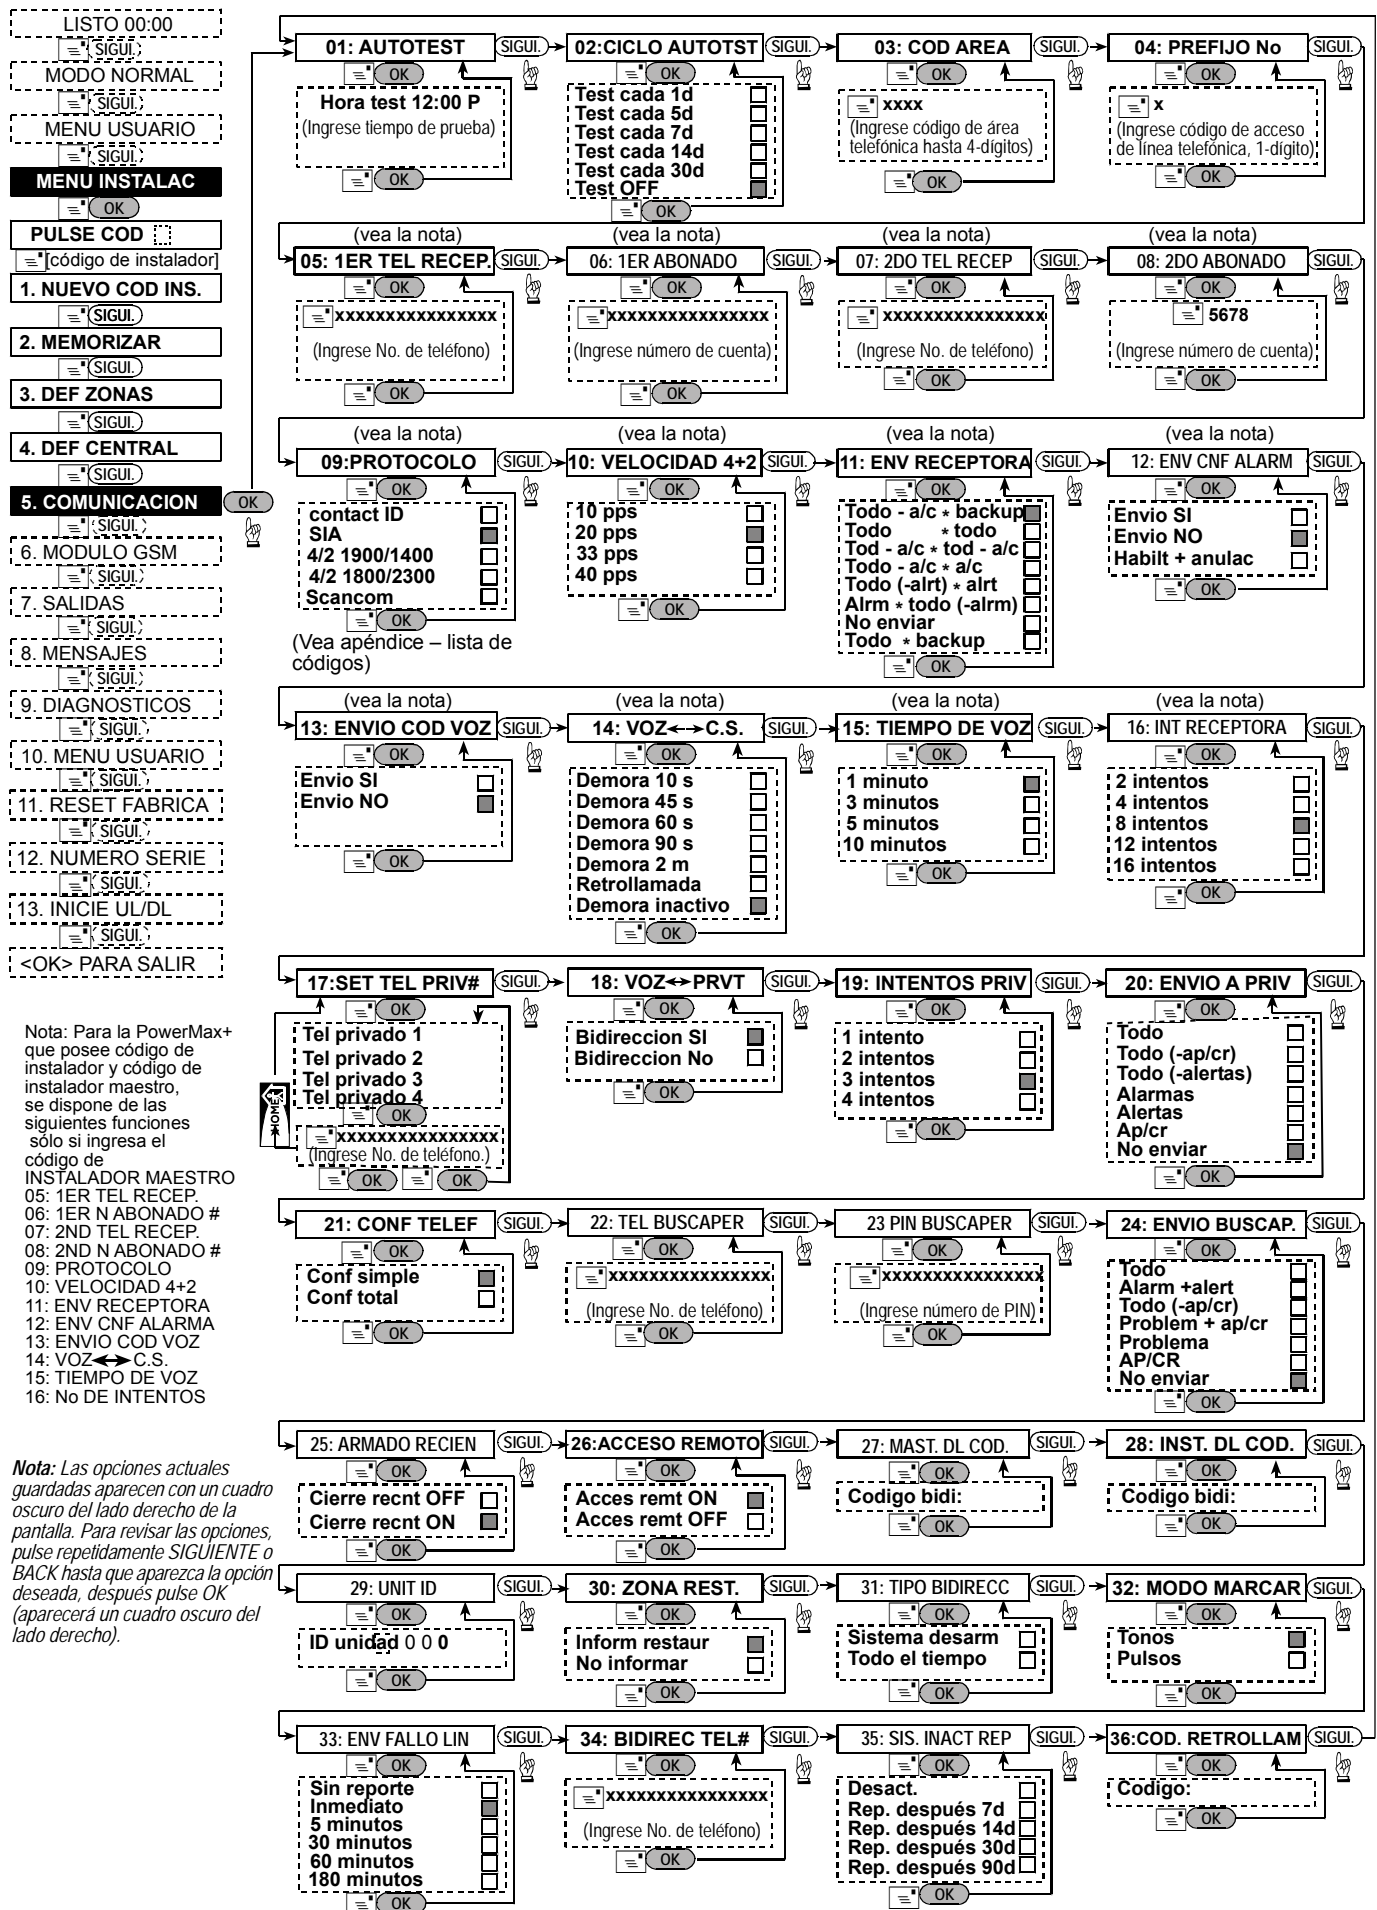 LISTO 00:00
SIGUI.
MODO NORMAL
SIGUI.
MENU USUARIO
SIGUI.
MENU INSTALAC
OK
PULSE COD
[código de instalador]
1. NUEVO COD INS.
SIGUI.
2. MEMORIZAR
SIGUI.
3. DEF ZONAS
SIGUI.
4. DEF CENTRAL
SIGUI.
5. COMUNICACION
OK
SIGUI.
6. MODULO GSM
SIGUI.
7. SALIDAS
SIGUI.
8. MENSAJES
SIGUI.
9. DIAGNOSTICOS
SIGUI.
10. MENU USUARIO
SIGUI.
11. RESET FABRICA
SIGUI.
12. NUMERO SERIE
SIGUI.
13. INICIE UL/DL
SIGUI.
<OK> PARA SALIR
Nota: Para la PowerMax+
que posee código de
instalador y código de
instalador maestro,
se dispone de las
siguientes funciones
sólo si ingresa el
código de
INSTALADOR MAESTRO
05: 1ER TEL RECEP.
06: 1ER N ABONADO #
07: 2ND TEL RECEP.
08: 2ND N ABONADO #
09: PROTOCOLO
10: VELOCIDAD 4+2
11: ENV RECEPTORA
12: ENV CNF ALARMA
13: ENVIO COD VOZ
14: VOZ◄─►C.S.
15: TIEMPO DE VOZ
16: No DE INTENTOS
Nota: Las opciones actuales
guardadas aparecen con un cuadro
oscuro del lado derecho de la
pantalla. Para revisar las opciones,
pulse repetidamente SIGUIENTE o
BACK hasta que aparezca la opción
deseada, después pulse OK
(aparecerá un cuadro oscuro del
lado derecho).
01: AUTOTEST
SIGUI.
OK
Hora test 12:00 P
(Ingrese tiempo de prueba)
OK
02:CICLO AUTOTST
SIGUI.
OK
Test cada 1d
Test cada 5d
Test cada 7d
Test cada 14d
Test cada 30d
Test OFF
OK
03: COD AREA
SIGUI.
OK
xxxx
(Ingrese código de área
telefónica hasta 4-dígitos)
OK
04: PREFIJO No
SIGUI.
OK
x
(Ingrese código de acceso
de línea telefónica, 1-dígito)
OK
(vea la nota)
05: 1ER TEL RECEP.
SIGUI.
OK
xxxxxxxxxxxxxxxx
(Ingrese No. de teléfono)
OK
(vea la nota)
06: 1ER ABONADO
SIGUI.
OK
xxxxxxxxxxxxxxxx
(Ingrese número de cuenta)
OK
(vea la nota)
07: 2DO TEL RECEP
SIGUI.
OK
xxxxxxxxxxxxxxxx
(Ingrese No. de teléfono)
OK
(vea la nota)
08: 2DO ABONADO
SIGUI.
OK
5678
(Ingrese número de cuenta)
OK
(vea la nota)
09:PROTOCOLO
SIGUI.
OK
contact ID
SIA
4/2 1900/1400
4/2 1800/2300
Scancom
OK
(Vea apéndice – lista de
códigos)
(vea la nota)
10: VELOCIDAD 4+2
SIGUI.
OK
10 pps
20 pps
33 pps
40 pps
OK
(vea la nota)
11: ENV RECEPTORA
SIGUI.
OK
Todo - a/c * backup
Todo * todo
Tod - a/c * tod - a/c
Todo - a/c * a/c
Todo (-alrt) * alrt
Alrm * todo (-alrm)
No enviar
Todo * backup
OK
(vea la nota)
12: ENV CNF ALARM
SIGUI.
OK
Envio SI
Envio NO
Habilt + anulac
OK
(vea la nota)
13: ENVIO COD VOZ
SIGUI.
OK
Envio SI
Envio NO
OK
(vea la nota)
14: VOZ◄─►C.S.
SIGUI.
OK
Demora 10 s
Demora 45 s
Demora 60 s
Demora 90 s
Demora 2 m
Retrollamada
Demora inactivo
OK
(vea la nota)
15: TIEMPO DE VOZ
SIGUI.
OK
1 minuto
3 minutos
5 minutos
10 minutos
OK
(vea la nota)
16: INT RECEPTORA
SIGUI.
OK
2 intentos
4 intentos
8 intentos
12 intentos
16 intentos
OK
17:SET TEL PRIV#
SIGUI.
OK
Tel privado 1
Tel privado 2
Tel privado 3
Tel privado 4
OK
HOME
xxxxxxxxxxxxxxxx
(Ingrese No. de teléfono.)
OK
OK
18: VOZ◄►PRVT
SIGUI.
OK
Bidireccion SI
Bidireccion No
OK
19: INTENTOS PRIV
SIGUI.
OK
1 intento
2 intentos
3 intentos
4 intentos
OK
20: ENVIO A PRIV
SIGUI.
OK
Todo
Todo (-ap/cr)
Todo (-alertas)
Alarmas
Alertas
Ap/cr
No enviar
OK
21: CONF TELEF
SIGUI.
OK
Conf simple
Conf total
OK
22: TEL BUSCAPER
SIGUI.
OK
xxxxxxxxxxxxxxxx
(Ingrese No. de teléfono)
OK
23 PIN BUSCAPER
SIGUI.
OK
xxxxxxxxxxxxxxxx
(Ingrese número de PIN)
OK
24: ENVIO BUSCAP.
SIGUI.
OK
Todo
Alarm +alert
Todo (-ap/cr)
Problem + ap/cr
Problema
AP/CR
No enviar
OK
25: ARMADO RECIEN
SIGUI.
OK
Cierre recnt OFF
Cierre recnt ON
OK
26:ACCESO REMOTO
SIGUI.
OK
Acces remt ON
Acces remt OFF
OK
27: MAST. DL COD.
SIGUI.
OK
Codigo bidi:
OK
28: INST. DL COD.
SIGUI.
OK
Codigo bidi:
OK
29: UNIT ID
SIGUI.
OK
ID unidad 0 0 0
OK
30: ZONA REST.
SIGUI.
OK
Inform restaur
No informar
OK
31: TIPO BIDIRECC
SIGUI.
OK
Sistema desarm
Todo el tiempo
OK
32: MODO MARCAR
SIGUI.
OK
Tonos
Pulsos
OK
33: ENV FALLO LIN
SIGUI.
OK
Sin reporte
Inmediato
5 minutos
30 minutos
60 minutos
180 minutos
OK
34: BIDIREC TEL#
SIGUI.
OK
xxxxxxxxxxxxxxxx
(Ingrese No. de teléfono)
OK
35: SIS. INACT REP
SIGUI.
OK
Desact.
Rep. después 7d
Rep. después 14d
Rep. después 30d
Rep. después 90d
OK
36:COD. RETROLLAM
SIGUI.
OK
Codigo:
OK